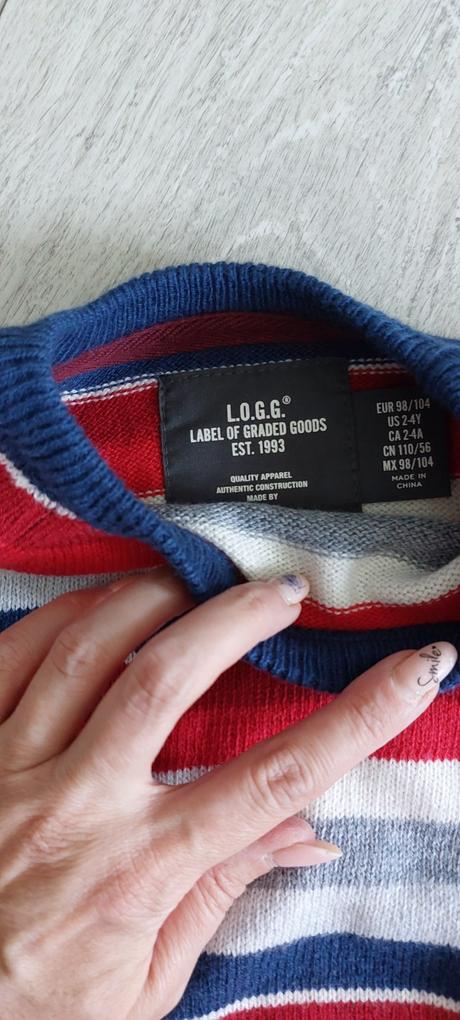 L.O.G.G.®
LABEL OF GRADED GOODS
EST. 1993
QUALITY APPAREL
AUTHENTIC CONSTRUCTION
MADE BY
EUR 98/104
US 2-4Y
CA 2-4A
CN 110/56
MX 98/104
MADE IN
CHINA
Smile